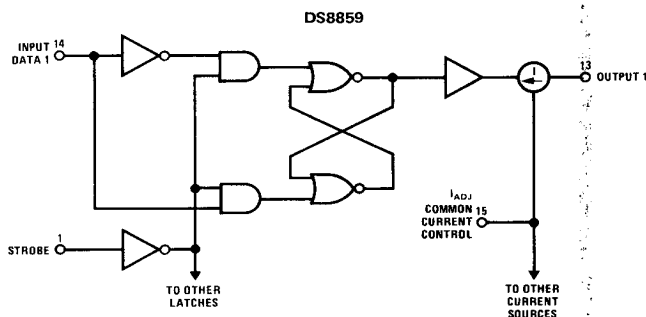 DS8859
INPUT 14
DATA 1
13
OUTPUT 1
I
I ADJ
COMMON 15
CURRENT
CONTROL
STROBE 1
TO OTHER
LATCHES
TO OTHER
CURRENT
SOURCES